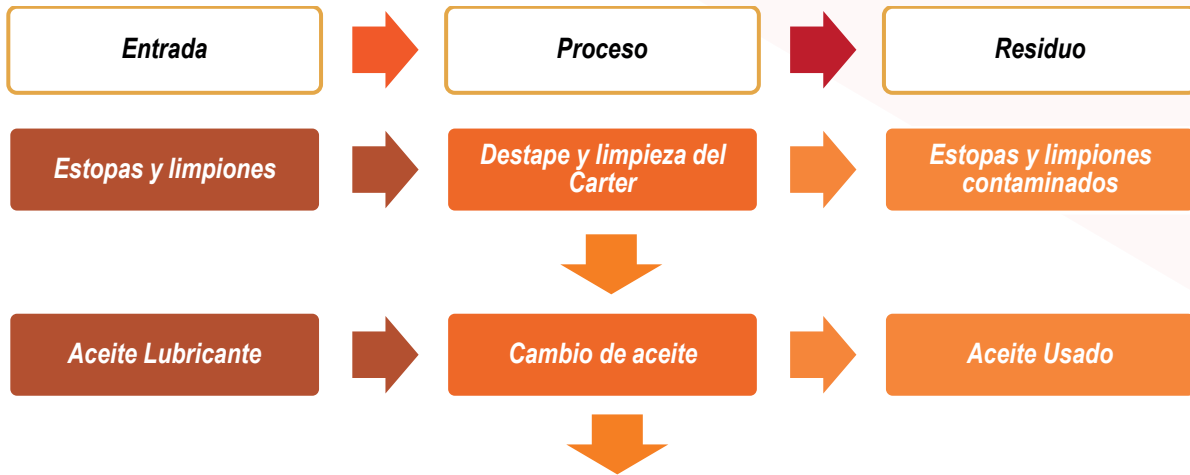 Entrada
Proceso
Residuo
Estopas y limpiones
Destape y limpieza del
Carter
Estopas y limpiones
contaminados
Aceite Lubricante
Cambio de aceite
Aceite Usado